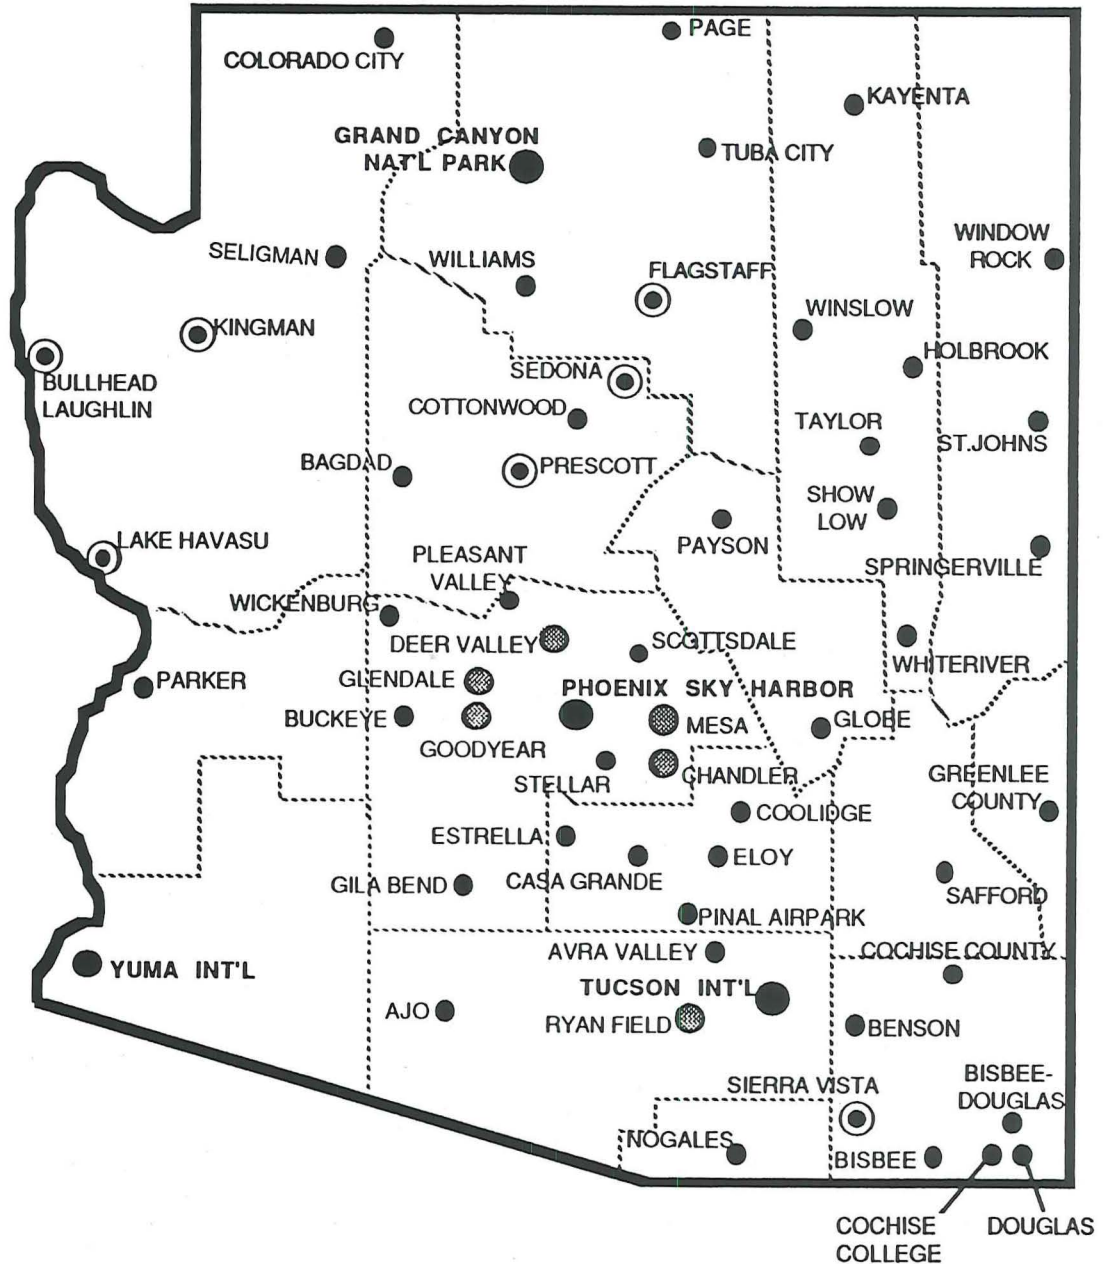 PAGE
COLORADO CITY
KAYENTA
GRAND CANYON
NAT'L PARK
TUBA CITY
WINDOW
ROCK
SELIGMAN
WILLIAMS
FLAGSTAFF
WINSLOW
KINGMAN
HOLBROOK
BULLHEAD
LAUGHLIN
SEDONA
COTTONWOOD
TAYLOR
ST.JOHNS
BAGDAD
PRESCOTT
SHOW
LOW
LAKE HAVASU
PAYSON
PLEASANT
VALLEY
SPRINGERVILLE
WICKENBURG
DEER VALLEY
SCOTTSDALE
WHITERIVER
PARKER
GLENDALE
PHOENIX SKY HARBOR
BUCKEYE
MESA
GLOBE
GOODYEAR
STELLAR
CHANDLER
GREENLEE
COUNTY
COOLIDGE
ESTRELLA
ELOY
GILA BEND
CASA GRANDE
SAFFORD
PINAL AIRPARK
AVRA VALLEY
COCHISE COUNTY
YUMA INT'L
TUCSON INT'L
AJO
RYAN FIELD
BENSON
SIERRA VISTA
BISBEE-
DOUGLAS
NOGALES
BISBEE
COCHISE
COLLEGE
DOUGLAS